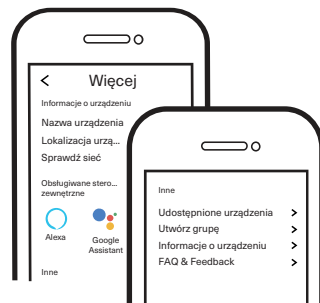 Więcej
Informacje o urządzeniu
Nazwa urządzenia
Lokalizacja urzą...
Sprawdź sieć
Obsługiwane stero...
zewnętrzne
Alexa
Google
Assistant
Inne
Inne
Udostępnione urządzenia
Utwórz grupę
Informacje o urządzeniu
FAQ & Feedback